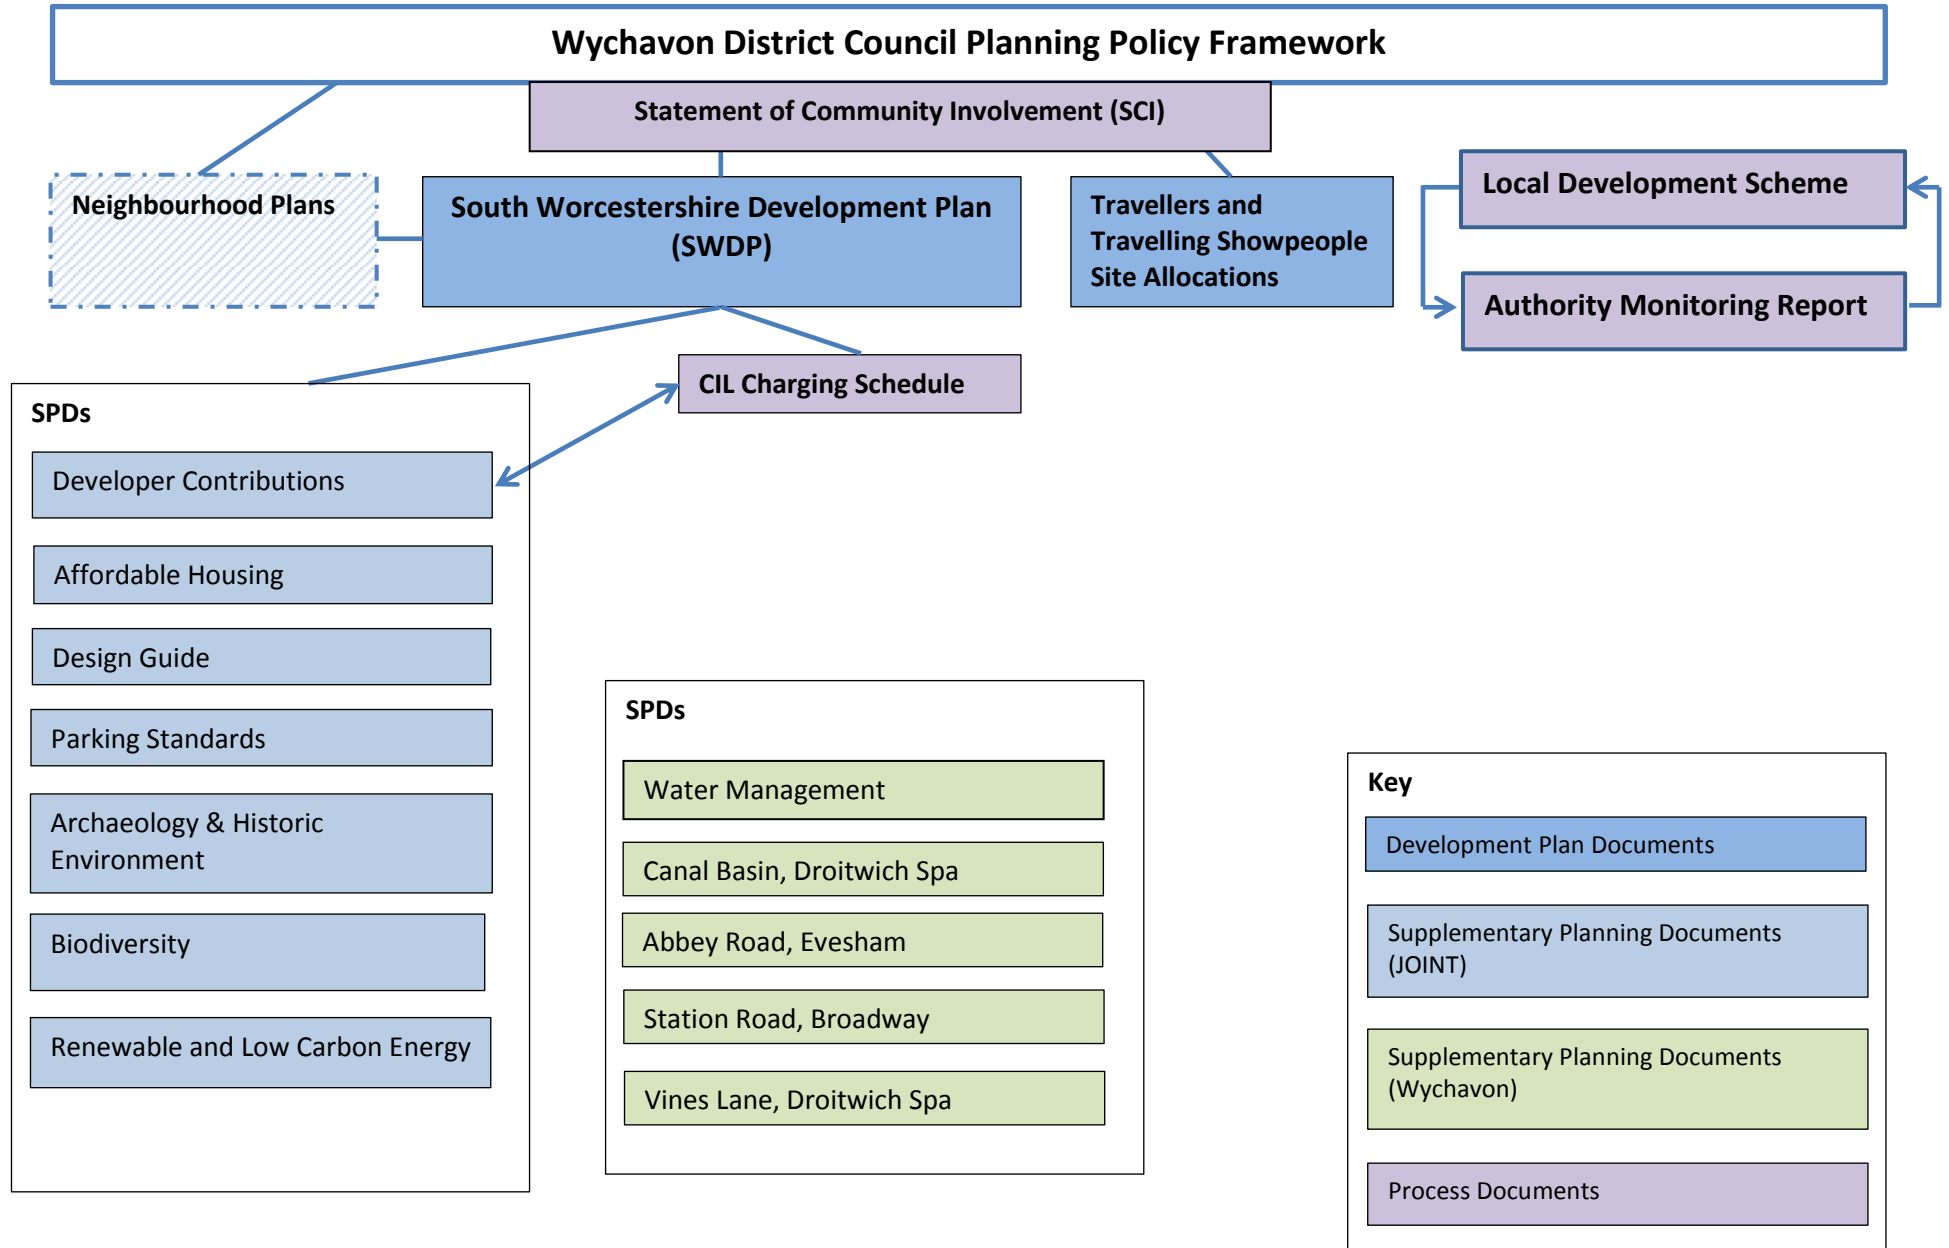 Wychavon District Council Planning Policy Framework
Statement of Community Involvement (SCI)
Neighbourhood Plans
South Worcestershire Development Plan
(SWDP)
Travellers and
Travelling Showpeople
Site Allocations
Local Development Scheme
Authority Monitoring Report
CIL Charging Schedule
SPDs
Developer Contributions
Affordable Housing
Design Guide
Parking Standards
Archaeology & Historic
Environment
Biodiversity
Renewable and Low Carbon Energy
SPDs
Water Management
Canal Basin, Droitwich Spa
Abbey Road, Evesham
Station Road, Broadway
Vines Lane, Droitwich Spa
Key
Development Plan Documents
Supplementary Planning Documents
(JOINT)
Supplementary Planning Documents
(Wychavon)
Process Documents